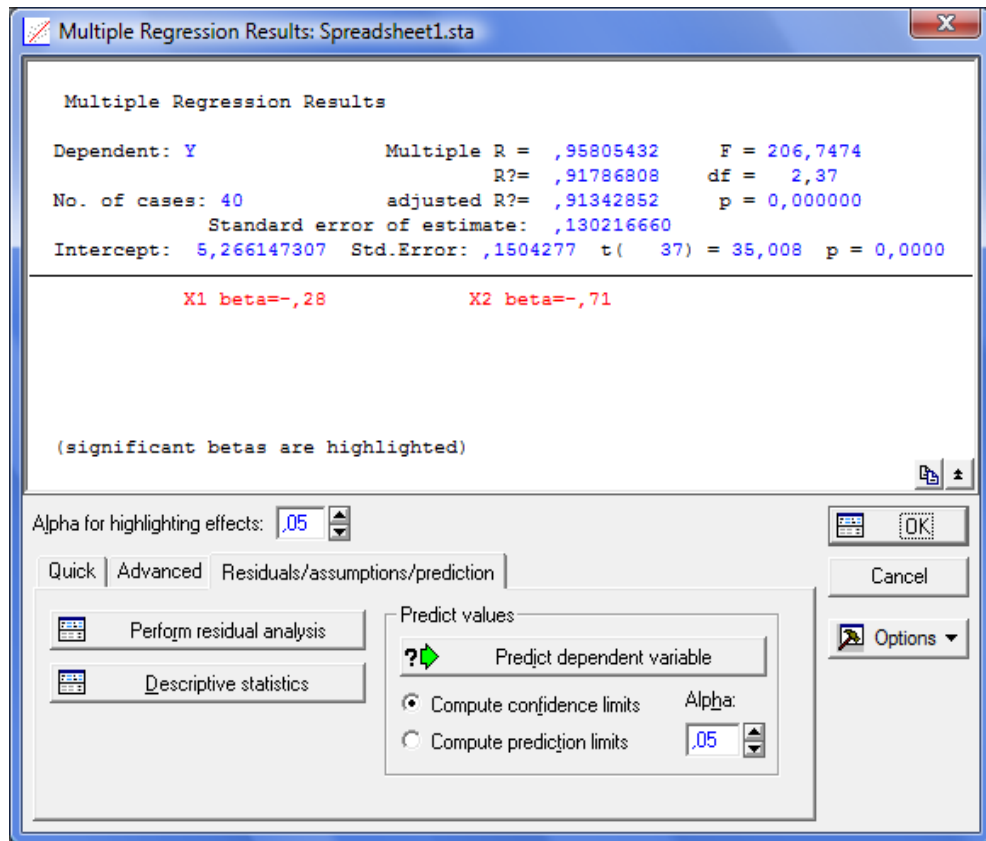 Multiple Regression Results: Spreadsheet1.sta
X
Multiple Regression Results
Dependent: Y Multiple R = ,95805432 F = 206,7474
R?= ,91786808 df = 2,37
No. of cases: 40 adjusted R?= ,91342852 p = 0,000000
Standard error of estimate: ,130216660
Intercept: 5,266147307 Std.Error: ,1504277 t( 37) = 35,008 p = 0,0000
X1 beta=-,28 X2 beta=-,71
(significant betas are highlighted)
Alpha for highlighting effects: ,05
OK
Quick Advanced Residuals/assumptions/prediction
Cancel
Perform residual analysis
Descriptive statistics
Predict values
? Predict dependent variable
Compute confidence limits
Compute prediction limits
Alpha:
,05
Options